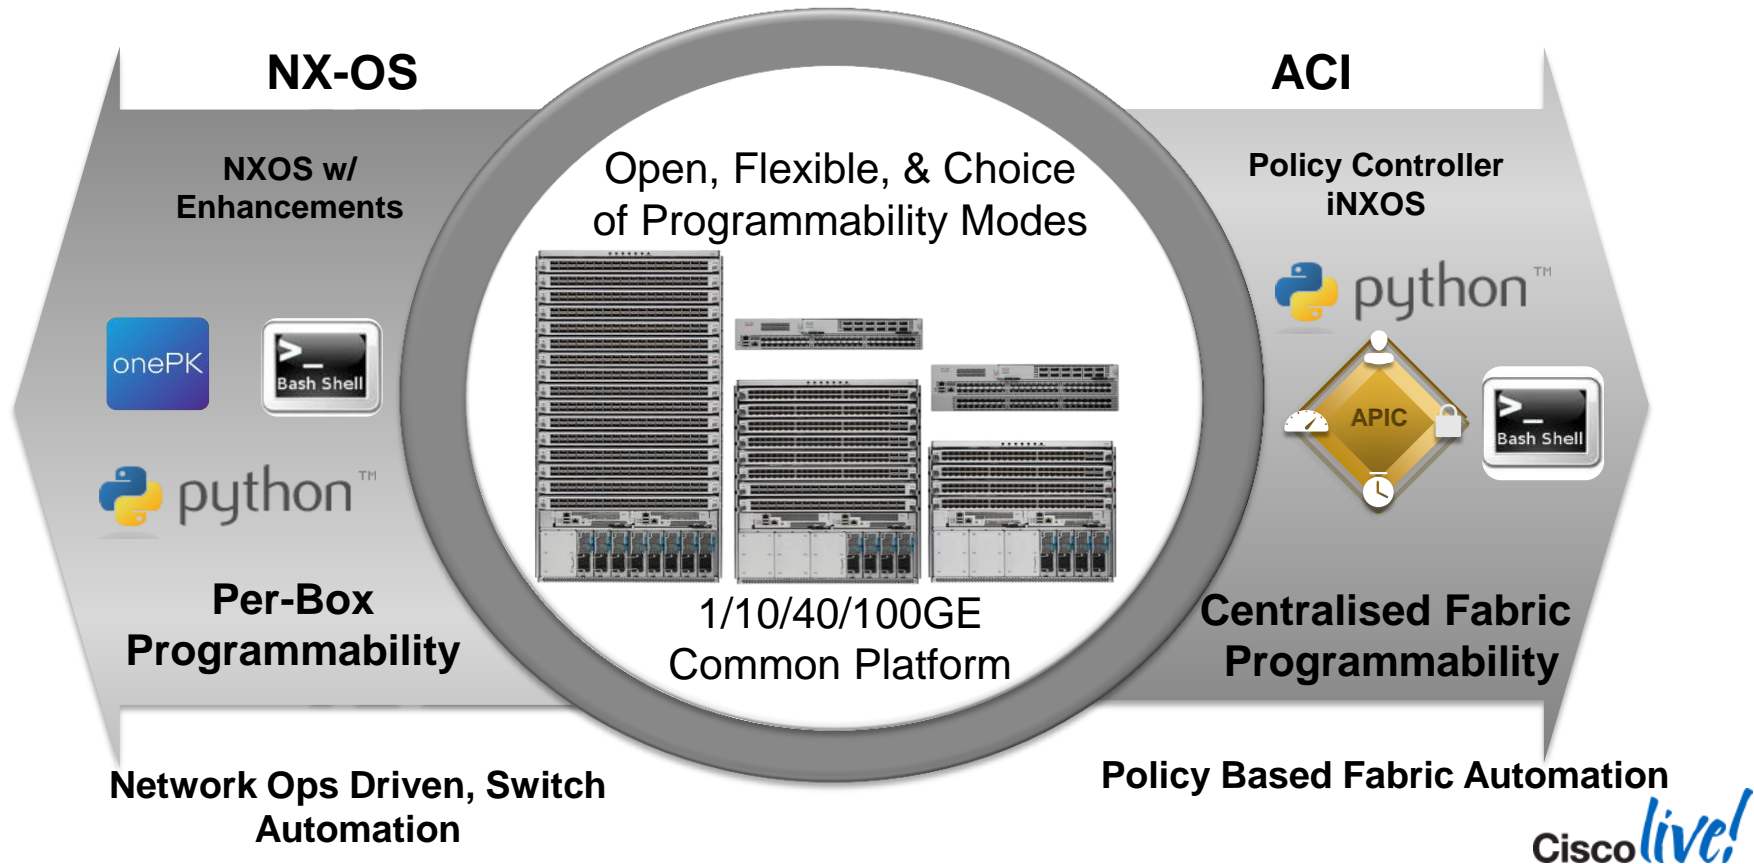 NX-OS
NXOS w/
Enhancements
onePK
>_
Bash Shell
python™
Per-Box
Programmability
Network Ops Driven, Switch
Automation
Open, Flexible, & Choice
of Programmability Modes
1/10/40/100GE
Common Platform
ACI
Policy Controller
iNXOS
python™
APIC
>_
Bash Shell
Centralised Fabric
Programmability
Policy Based Fabric Automation
Cisco live!